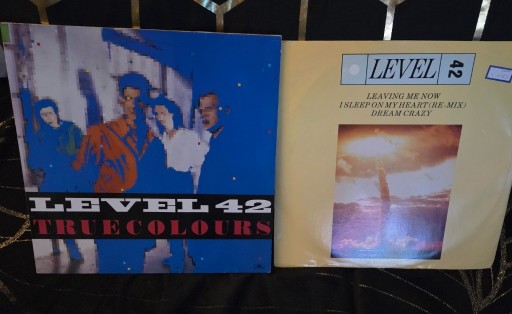 LEVEL 42
TRUE COLOURS
LEVEL 42
LEAVING ME NOW
I SLEEP ON MY HEART (RE-MIX)
DREAM CRAZY